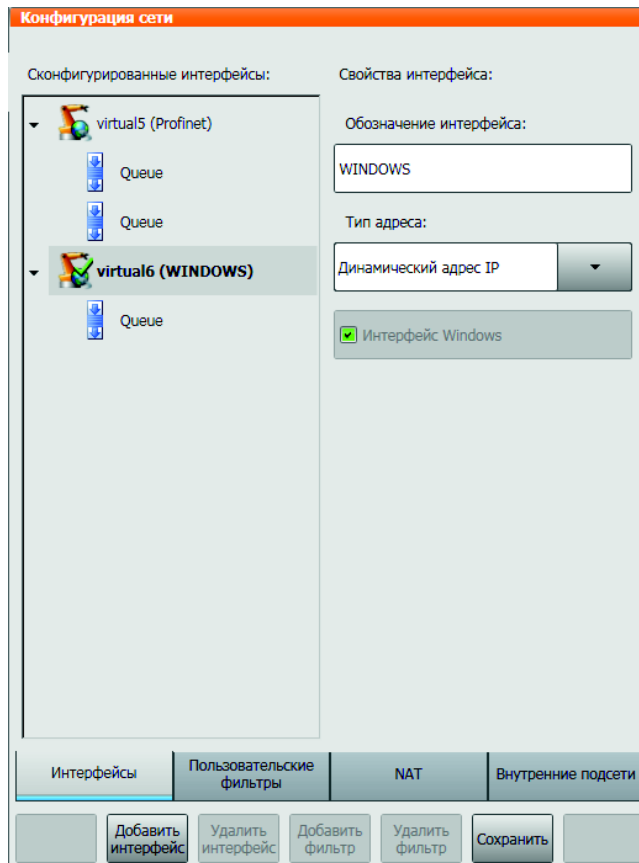 Конфигурация сети
Сконфигурированные интерфейсы:
virtual5 (Profinet)
Queue
Queue
virtual6 (WINDOWS)
Queue
Свойства интерфейса:
Обозначение интерфейса:
WINDOWS
Тип адреса:
Динамический адрес IP
Интерфейс Windows
Интерфейсы
Пользовательские
фильтры
NAT
Внутренние подсети
Добавить
интерфейс
Удалить
интерфейс
Добавить
фильтр
Удалить
фильтр
Сохранить